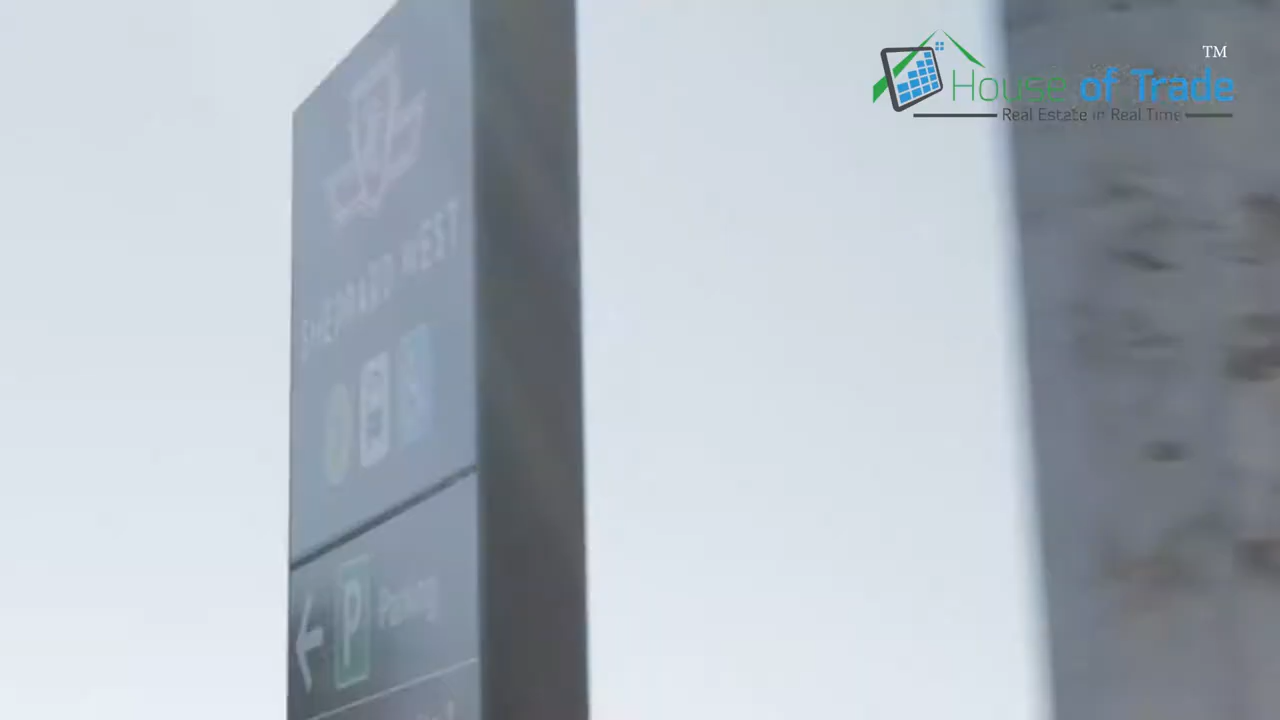 TM
House of Trade
Real Estate in Real Time
SHEPPARD WEST
P Parking